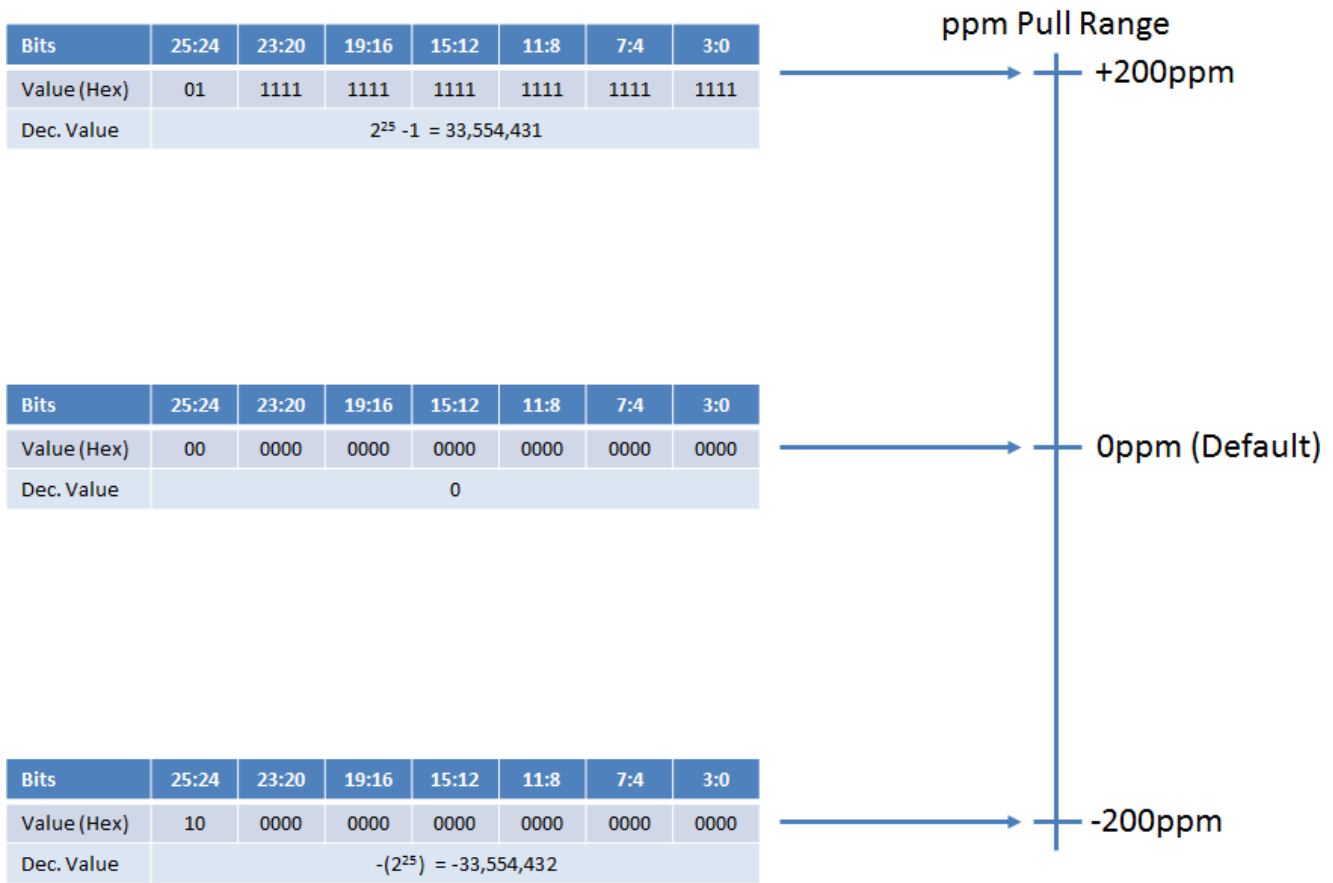 ppm Pull Range
Bits 25:24 23:20 19:16 15:12 11:8 7:4 3:0
Value (Hex) 01 1111 1111 1111 1111 1111 1111
Dec. Value 2²⁵ -1 = 33,554,431
+200ppm
Bits 25:24 23:20 19:16 15:12 11:8 7:4 3:0
Value (Hex) 00 0000 0000 0000 0000 0000 0000
Dec. Value 0
0ppm (Default)
Bits 25:24 23:20 19:16 15:12 11:8 7:4 3:0
Value (Hex) 10 0000 0000 0000 0000 0000 0000
Dec. Value -(2²⁵) = -33,554,432
-200ppm